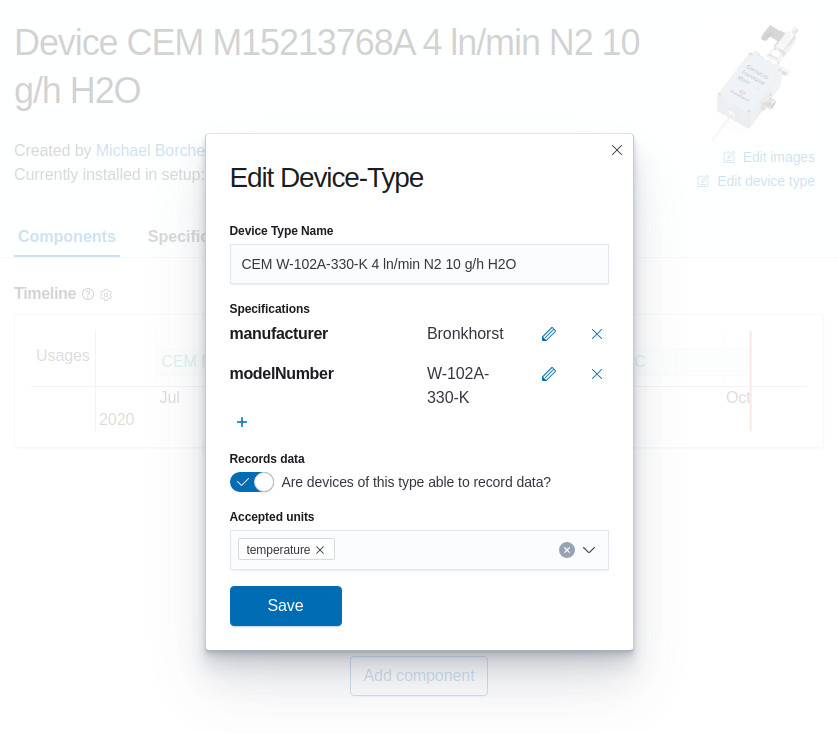 Device CEM M15213768A 4 ln/min N2 10
g/h H2O
Created by Michael Borche
Currently installed in setup:
Edit images
Edit device type
Components Specific
Timeline
Usages
CEM
C
Jul
Oct
2020
Edit Device-Type
Device Type Name
CEM W-102A-330-K 4 ln/min N2 10 g/h H2O
Specifications
manufacturer Bronkhorst
modelNumber W-102A-
330-K
+
Records data
Are devices of this type able to record data?
Accepted units
temperature
Save
Add component